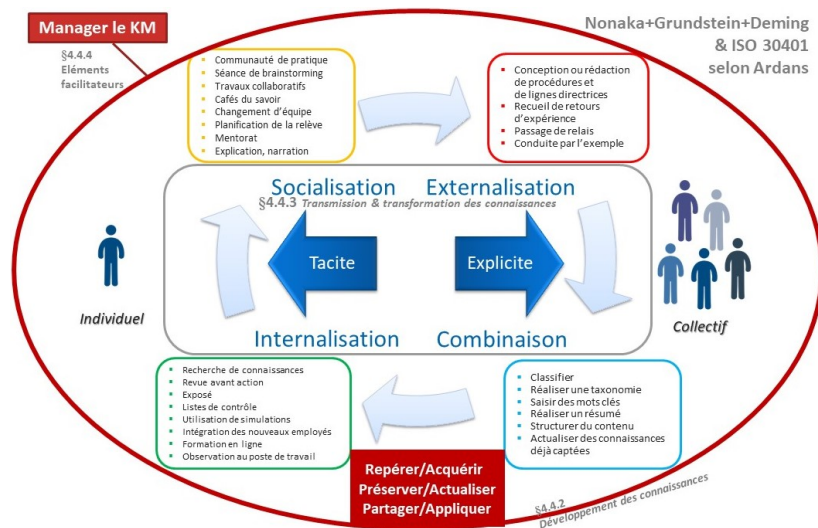 Manager le KM
§4.4.4
Eléments
facilitateurs
Nonaka+Grundstein+Deming
& ISO 30401
selon Ardans
▪ Communauté de pratique
▪ Séance de brainstorming
▪ Travaux collaboratifs
▪ Cafés du savoir
▪ Changement d'équipe
▪ Planification de la relève
▪ Mentorat
▪ Explication, narration
▪ Conception ou rédaction
de procédures et
de lignes directrices
▪ Recueil de retours
d'expérience
▪ Passage de relais
▪ Conduite par l'exemple
Socialisation
Externalisation
§4.4.3 Transmission & transformation des connaissances
Tacite
Explicite
Individuel
Collectif
Internalisation
Combinaison
▪ Recherche de connaissances
▪ Revue avant action
▪ Exposé
▪ Listes de contrôle
▪ Utilisation de simulations
▪ Intégration des nouveaux employés
▪ Formation en ligne
▪ Observation au poste de travail
▪ Classifier
▪ Réaliser une taxonomie
▪ Saisir des mots clés
▪ Réaliser un résumé
▪ Structurer du contenu
▪ Actualiser des connaissances
déjà captées
Repérer/Acquérir
Préserver/Actualiser
Partager/Appliquer
§4.4.2
Développement des connaissances